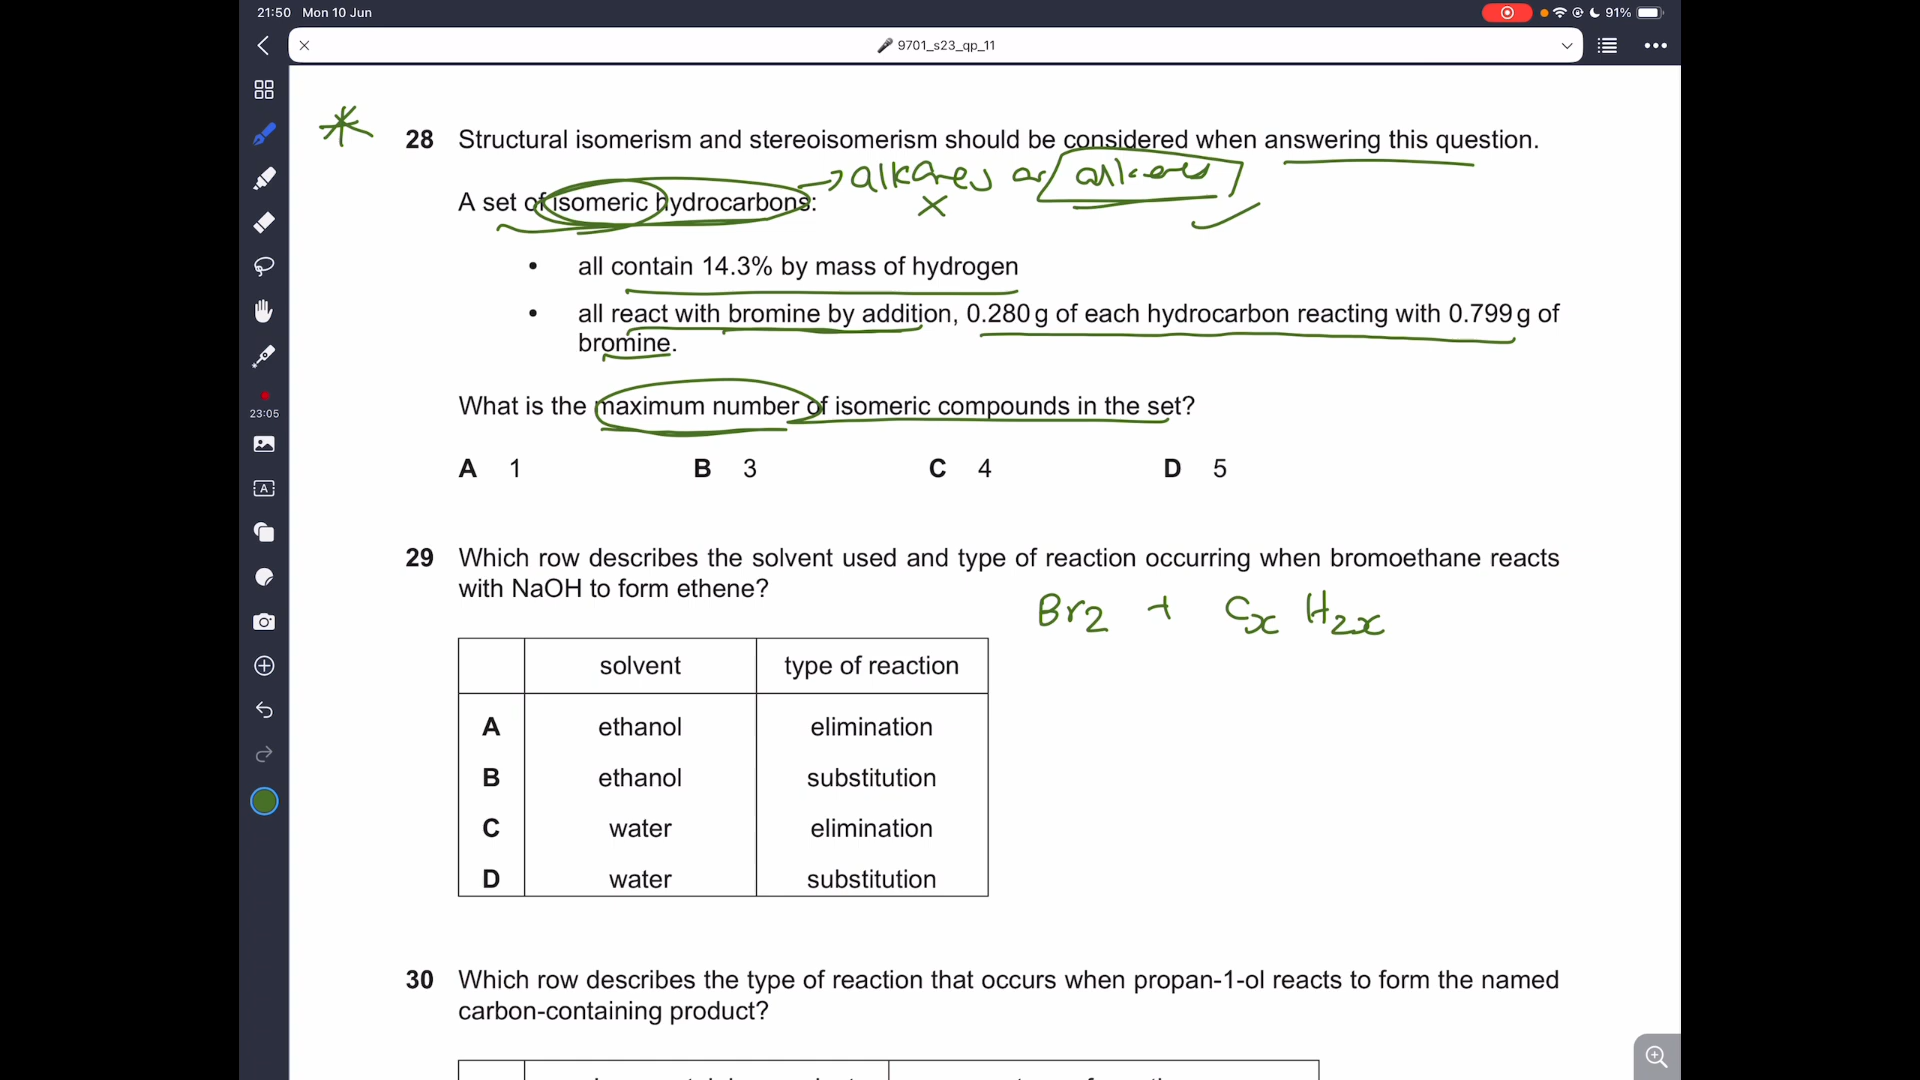 21:50 Mon 10 Jun
91%
9701_s23_qp_11
28 Structural isomerism and stereoisomerism should be considered when answering this question.
→ alkanes or
A set of isomeric hydrocarbons:
• all contain 14.3% by mass of hydrogen
• all react with bromine by addition, 0.280 g of each hydrocarbon reacting with 0.799 g of
bromine.
23:05
What is the maximum number of isomeric compounds in the set?
A 1 B 3 C 4 D 5
29 Which row describes the solvent used and type of reaction occurring when bromoethane reacts
with NaOH to form ethene?
Br2 + Cx H2x
solvent type of reaction
A ethanol elimination
B ethanol substitution
C water elimination
D water substitution
30 Which row describes the type of reaction that occurs when propan-1-ol reacts to form the named
carbon-containing product?